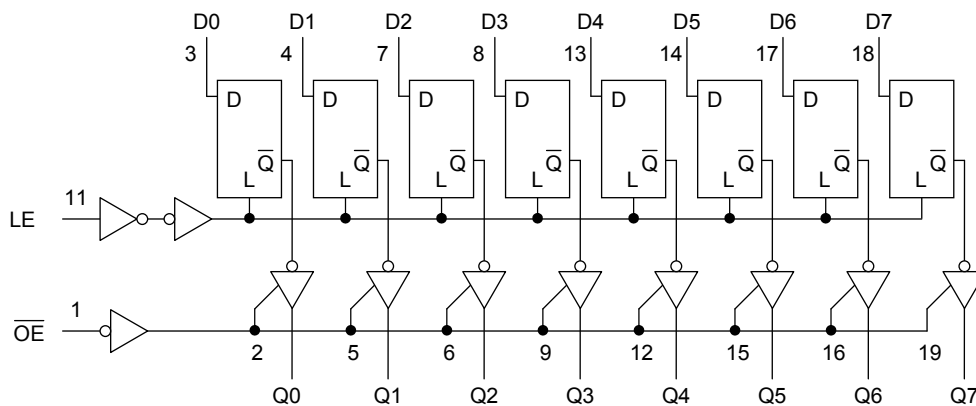 D0 D1 D2 D3 D4 D5 D6 D7
3 4 7 8 13 14 17 18
D D D D D D D D
Q̅ Q̅ Q̅ Q̅ Q̅ Q̅ Q̅ Q̅
L L L L L L L L
11
LE
1
O̅E̅
2 5 6 9 12 15 16 19
Q0 Q1 Q2 Q3 Q4 Q5 Q6 Q7